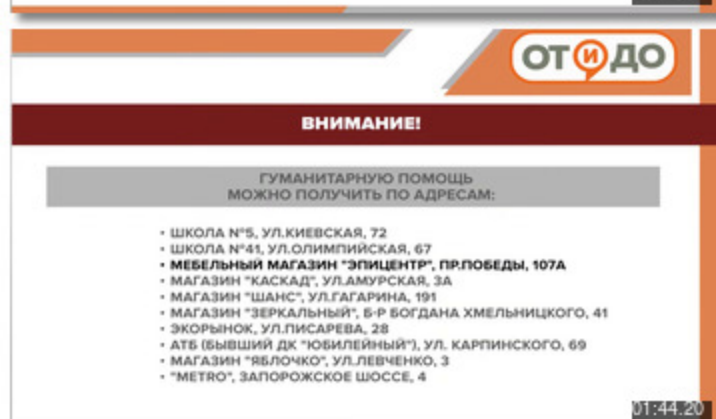 ОТ И ДО
ВНИМАНИЕ!
ГУМАНИТАРНУЮ ПОМОЩЬ
МОЖНО ПОЛУЧИТЬ ПО АДРЕСАМ:
• ШКОЛА №5, УЛ.КИЕВСКАЯ, 72
• ШКОЛА №41, УЛ.ОЛИМПИЙСКАЯ, 67
• МЕБЕЛЬНЫЙ МАГАЗИН "ЭПИЦЕНТР", ПР.ПОБЕДЫ, 107А
• МАГАЗИН "КАСКАД", УЛ.АМУРСКАЯ, 3А
• МАГАЗИН "ШАНС", УЛ.ГАГАРИНА, 191
• МАГАЗИН "ЗЕРКАЛЬНЫЙ", Б-Р БОГДАНА ХМЕЛЬНИЦКОГО, 41
• ЭКОРЫНОК, УЛ.ПИСАРЕВА, 28
• АТБ (БЫВШИЙ ДК "ЮБИЛЕЙНЫЙ"), УЛ. КАРПИНСКОГО, 69
• МАГАЗИН "ЯБЛОЧКО", УЛ.ЛЕВЧЕНКО, 3
• "METRO", ЗАПОРОЖСКОЕ ШОССЕ, 4
01:44.20